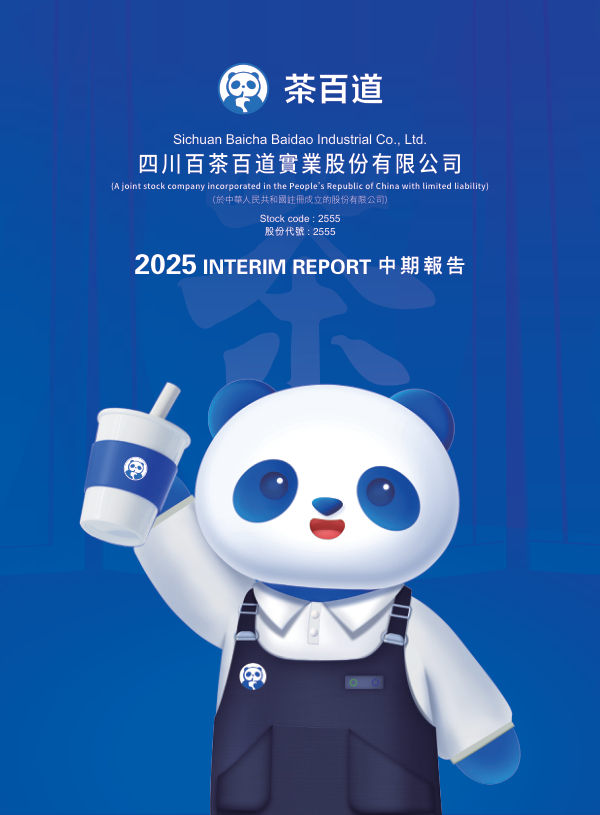 茶百道
Sichuan Baicha Baidao Industrial Co., Ltd.
四川百茶百道實業股份有限公司
(A joint stock company incorporated in the People's Republic of China with limited liability)
(於中華人民共和國註冊成立的股份有限公司)
Stock code : 2555
股份代號 : 2555
2025 INTERIM REPORT 中期報告
茶